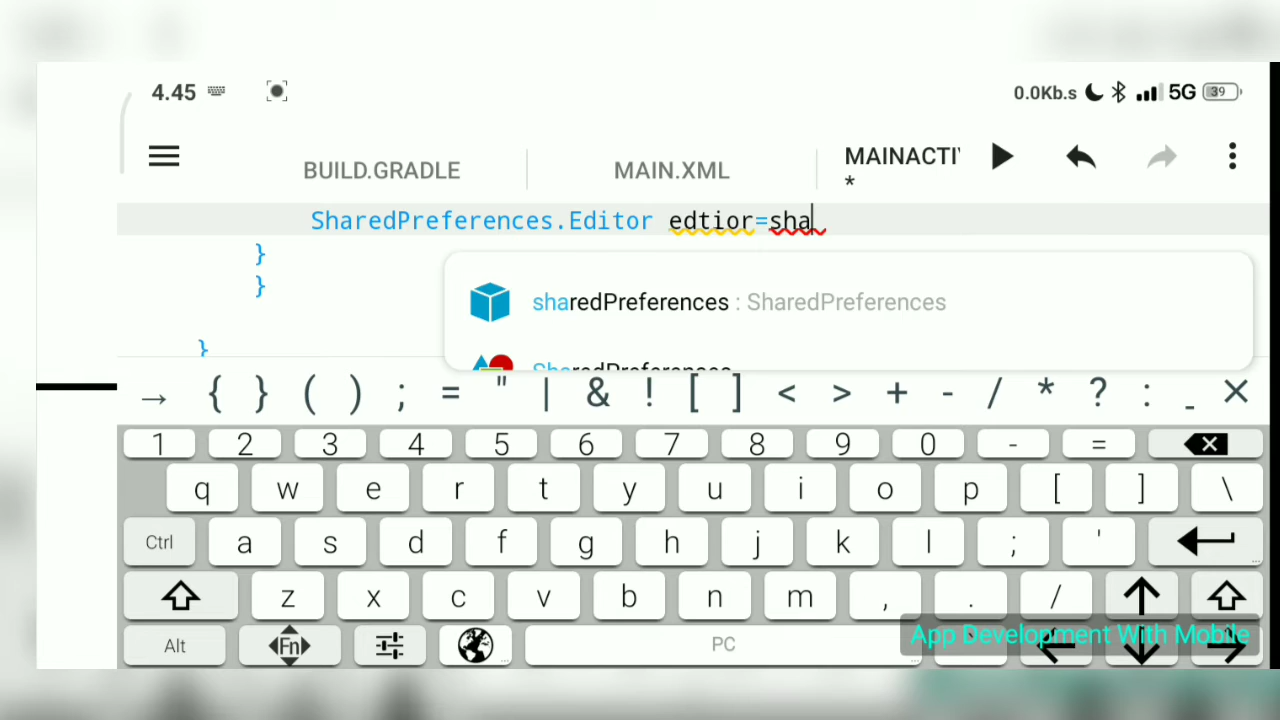 4.45
0.0Kb.s 5G 39
BUILD.GRADLE MAIN.XML MAINACTI
*
SharedPreferences.Editor edtior=sha
}
}
}
sharedPreferences : SharedPreferences
SharedPreferences
→ { } ( ) ; = " | & ! [ ] < > + - / * ? : _ ×
1 2 3 4 5 6 7 8 9 0 - =
q w e r t y u i o p [ ] \
Ctrl a s d f g h j k l ; '
z x c v b n m , . /
Alt Fn PC
App Development With Mobile